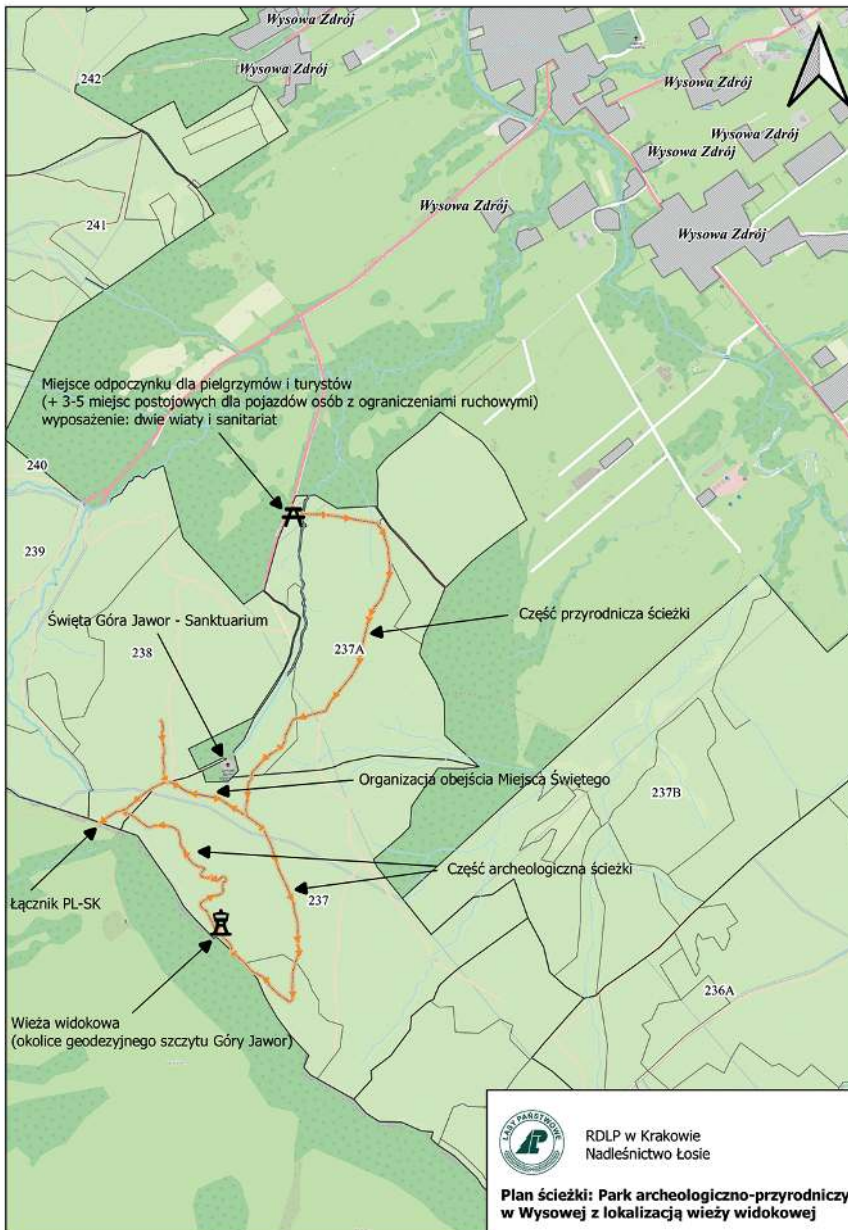 Wysowa Zdrój
242
Wysowa Zdrój
Wysowa Zdrój
Wysowa Zdrój
Wysowa Zdrój
Wysowa Zdrój
241
Wysowa Zdrój
Miejsce odpoczynku dla pielgrzymów i turystów
(+ 3-5 miejsc postojowych dla pojazdów osób z ograniczeniami ruchowymi)
wyposażenie: dwie wiaty i sanitariat
240
239
Święta Góra Jawor - Sanktuarium
Część przyrodnicza ścieżki
238
237A
Organizacja obejścia Miejsca Świętego
237B
Część archeologiczna ścieżki
Łącznik PL-SK
237
236A
Wieża widokowa
(okolice geodezyjnego szczytu Góry Jawor)
LASY PAŃSTWOWE
RDLP w Krakowie
Nadleśnictwo Łosie
Plan ścieżki: Park archeologiczno-przyrodniczy
w Wysowej z lokalizacją wieży widokowej